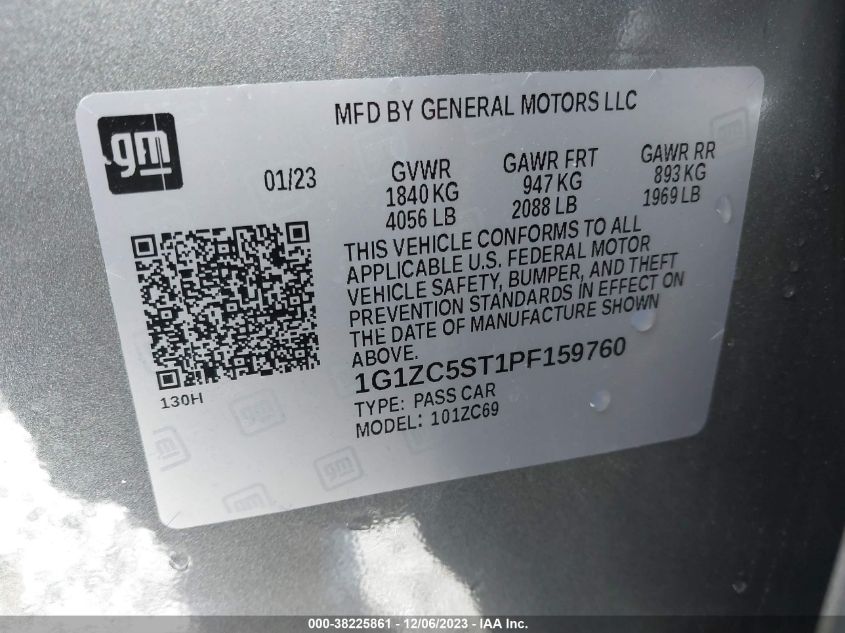 MFD BY GENERAL MOTORS LLC
gm
01/23
GVWR
1840 KG
4056 LB
GAWR FRT
947 KG
2088 LB
GAWR RR
893 KG
1969 LB
THIS VEHICLE CONFORMS TO ALL
APPLICABLE U.S. FEDERAL MOTOR
VEHICLE SAFETY, BUMPER, AND THEFT
PREVENTION STANDARDS IN EFFECT ON
THE DATE OF MANUFACTURE SHOWN
ABOVE.
1G1ZC5ST1PF159760
TYPE: PASS CAR
MODEL: 101ZC69
130H
gm
000-38225861 - 12/06/2023 - IAA Inc.